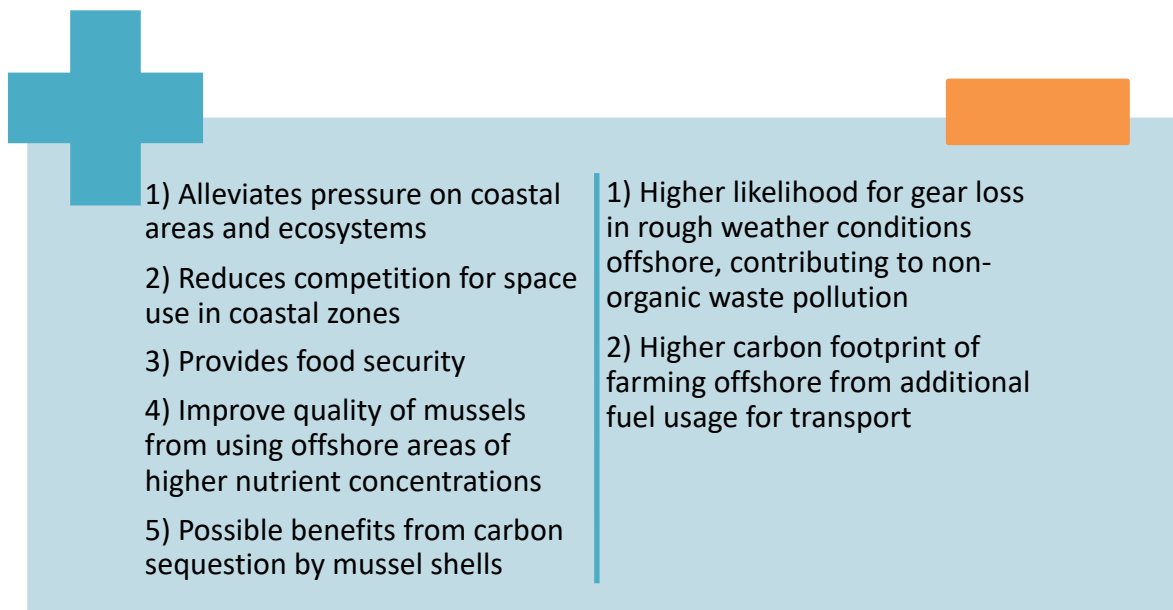 1) Alleviates pressure on coastal
areas and ecosystems
2) Reduces competition for space
use in coastal zones
3) Provides food security
4) Improve quality of mussels
from using offshore areas of
higher nutrient concentrations
5) Possible benefits from carbon
sequestion by mussel shells
1) Higher likelihood for gear loss
in rough weather conditions
offshore, contributing to non-
organic waste pollution
2) Higher carbon footprint of
farming offshore from additional
fuel usage for transport